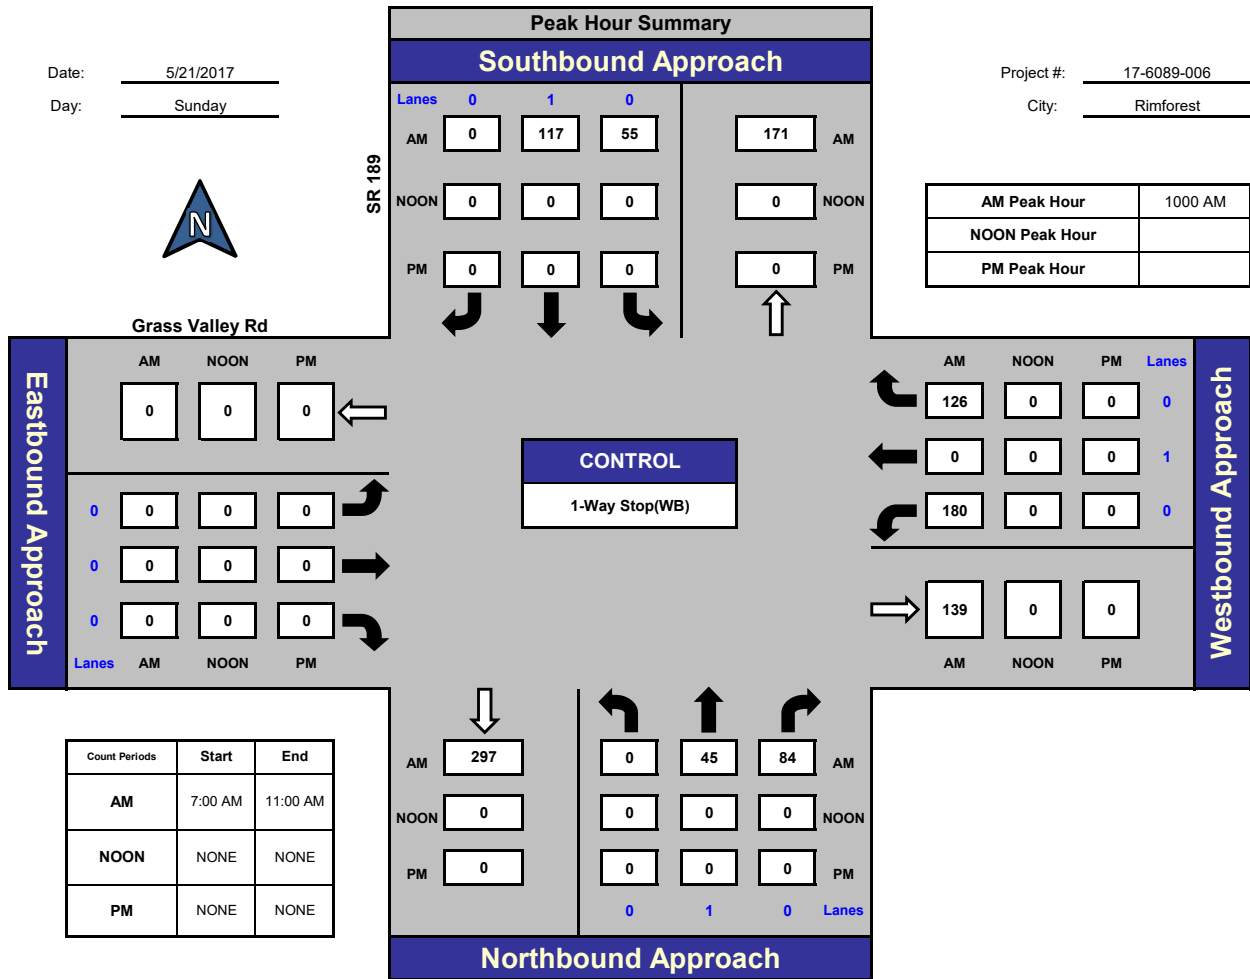 Peak Hour Summary
Southbound Approach
Date: 5/21/2017
Day: Sunday
Project #: 17-6089-006
City: Rimforest
SR 189
Lanes 0 1 0
AM 0 117 55 171 AM
NOON 0 0 0 0 NOON
PM 0 0 0 0 PM
N
AM Peak Hour 1000 AM
NOON Peak Hour
PM Peak Hour
Grass Valley Rd
Eastbound Approach
AM NOON PM
0 0 0
0 0 0 0
0 0 0 0
0 0 0 0
Lanes AM NOON PM
CONTROL
1-Way Stop(WB)
AM NOON PM Lanes
126 0 0 0
0 0 0 1
180 0 0 0
139 0 0
AM NOON PM
Westbound Approach
Count Periods Start End
AM 7:00 AM 11:00 AM
NOON NONE NONE
PM NONE NONE
AM 297 0 45 84 AM
NOON 0 0 0 0 NOON
PM 0 0 0 0 PM
0 1 0 Lanes
Northbound Approach